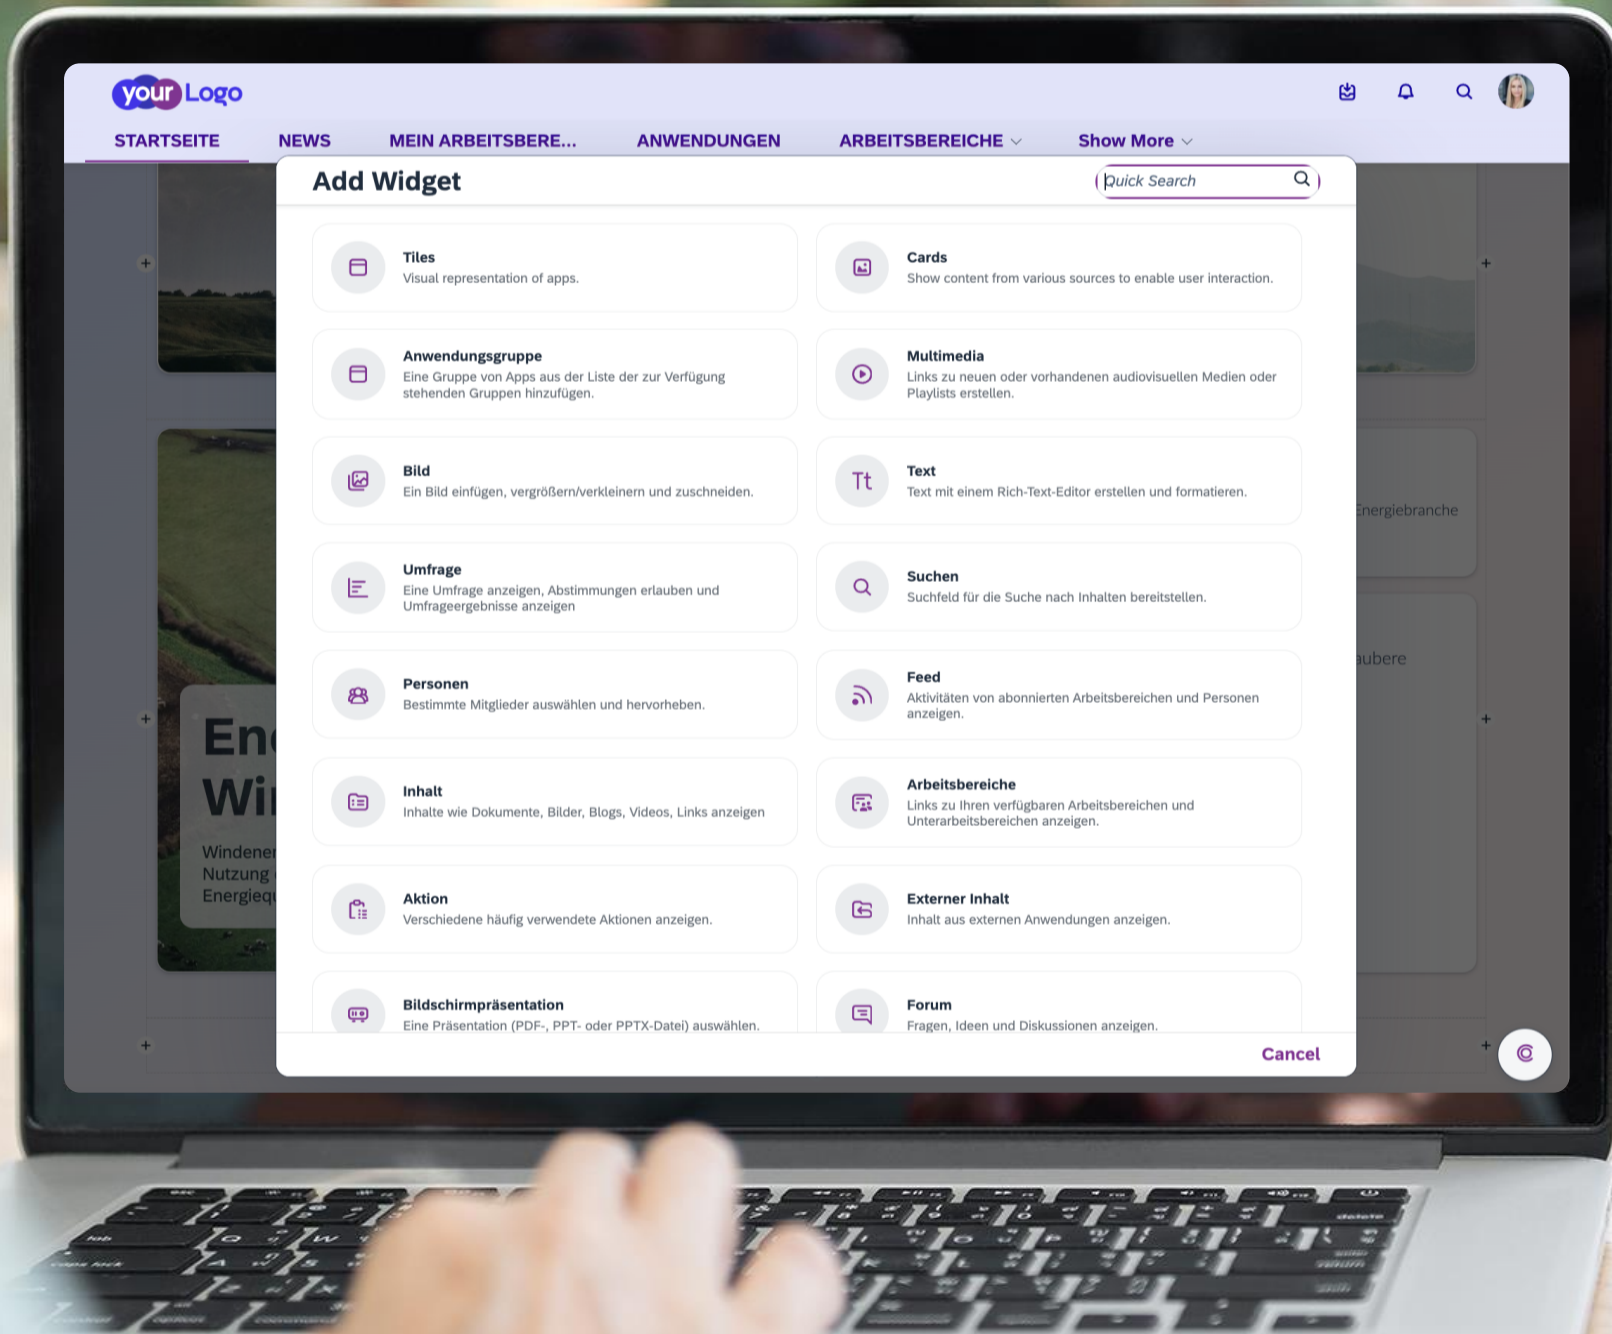 your Logo
STARTSEITE
NEWS
MEIN ARBEITSBERE...
ANWENDUNGEN
ARBEITSBEREICHE
Show More
Add Widget
Quick Search
Tiles
Visual representation of apps.
Cards
Show content from various sources to enable user interaction.
Anwendungsgruppe
Eine Gruppe von Apps aus der Liste der zur Verfügung
stehenden Gruppen hinzufügen.
Multimedia
Links zu neuen oder vorhandenen audiovisuellen Medien oder
Playlists erstellen.
Bild
Ein Bild einfügen, vergrößern/verkleinern und zuschneiden.
Text
Text mit einem Rich-Text-Editor erstellen und formatieren.
Umfrage
Eine Umfrage anzeigen, Abstimmungen erlauben und
Umfrageergebnisse anzeigen
Suchen
Suchfeld für die Suche nach Inhalten bereitstellen.
Personen
Bestimmte Mitglieder auswählen und hervorheben.
Feed
Aktivitäten von abonnierten Arbeitsbereichen und Personen
anzeigen.
Inhalt
Inhalte wie Dokumente, Bilder, Blogs, Videos, Links anzeigen
Arbeitsbereiche
Links zu Ihren verfügbaren Arbeitsbereichen und
Unterarbeitsbereichen anzeigen.
Aktion
Verschiedene häufig verwendete Aktionen anzeigen.
Externer Inhalt
Inhalt aus externen Anwendungen anzeigen.
Bildschirmpräsentation
Eine Präsentation (PDF-, PPT- oder PPTX-Datei) auswählen.
Forum
Fragen, Ideen und Diskussionen anzeigen.
Cancel
Energiebranche
aubere
En
Wi
Windener
Nutzung
Energiequ
Tt